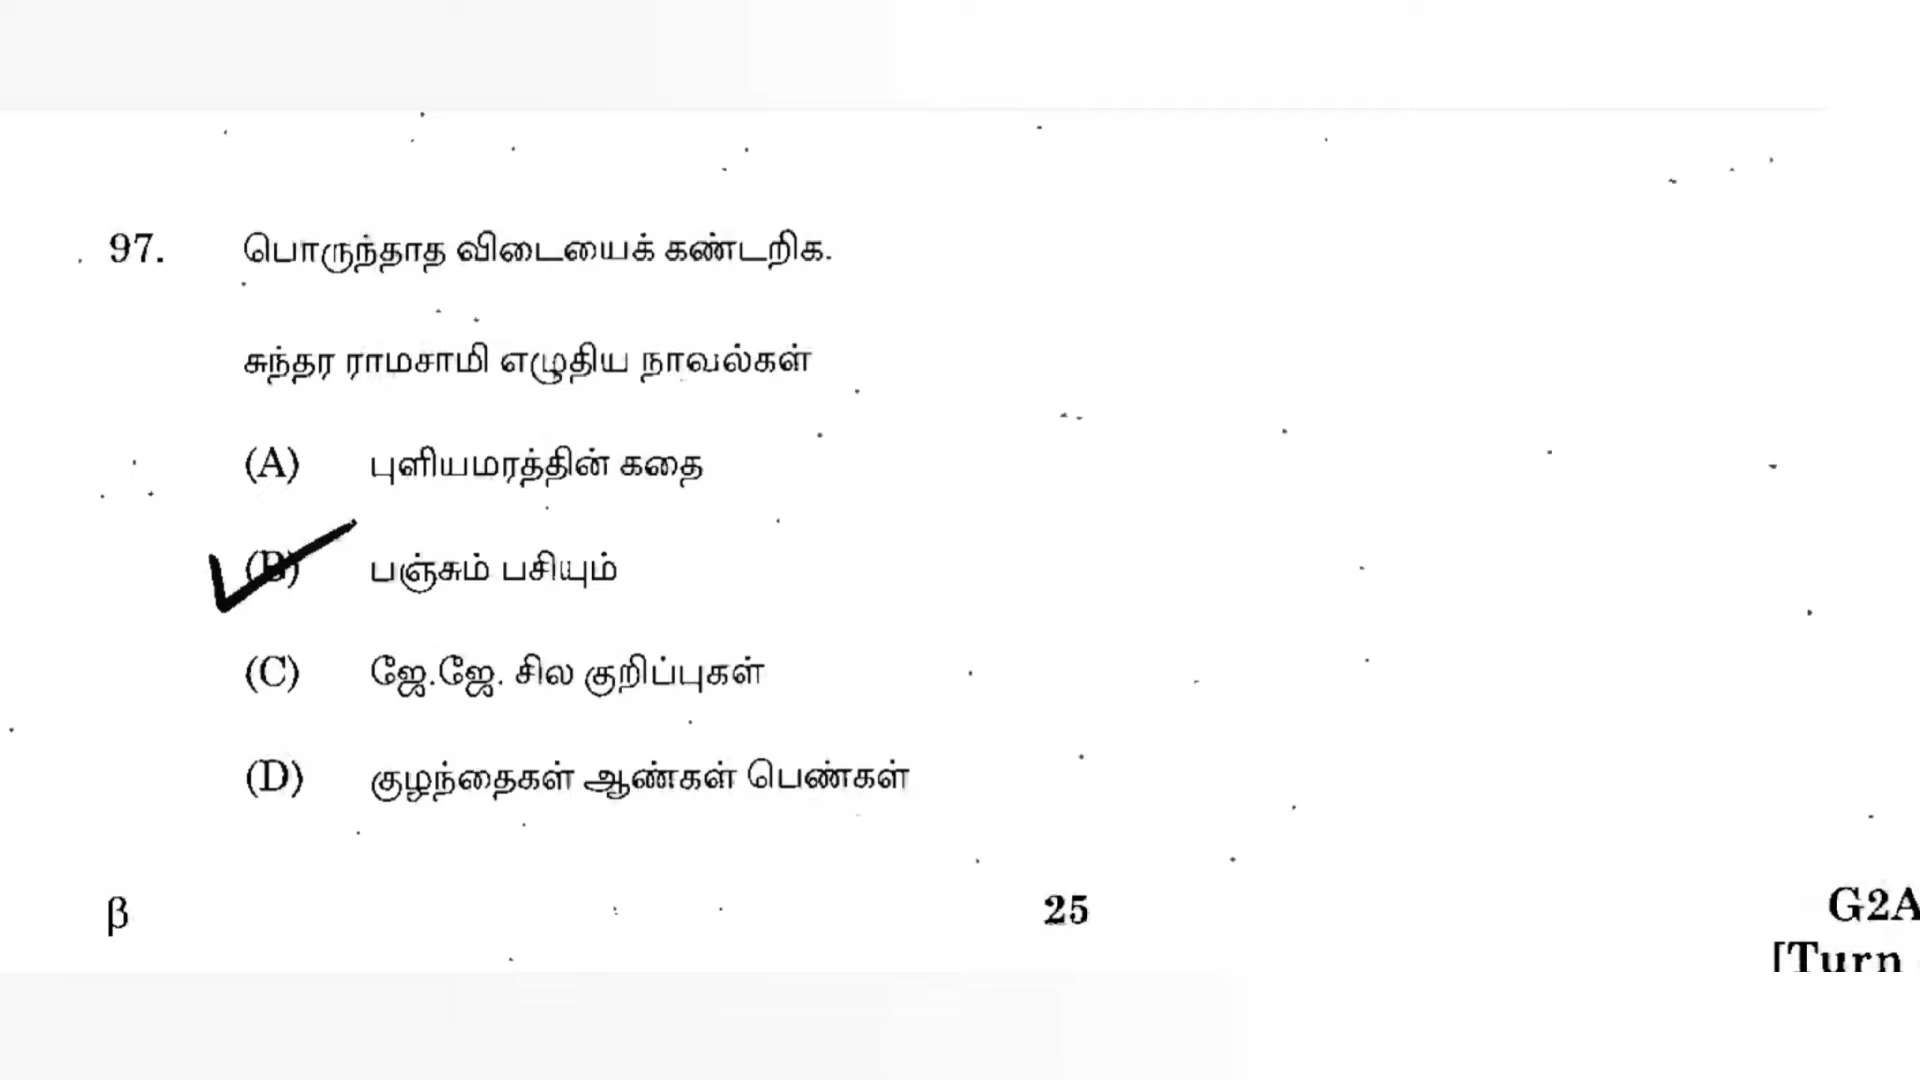 97. பொருந்தாத விடையைக் கண்டறிக.
சுந்தர ராமசாமி எழுதிய நாவல்கள்
(A) புளியமரத்தின் கதை
(B) பஞ்சும் பசியும்
(C) ஜே.ஜே. சில குறிப்புகள்
(D) குழந்தைகள் ஆண்கள் பெண்கள்
β 25 G2A
[Turn